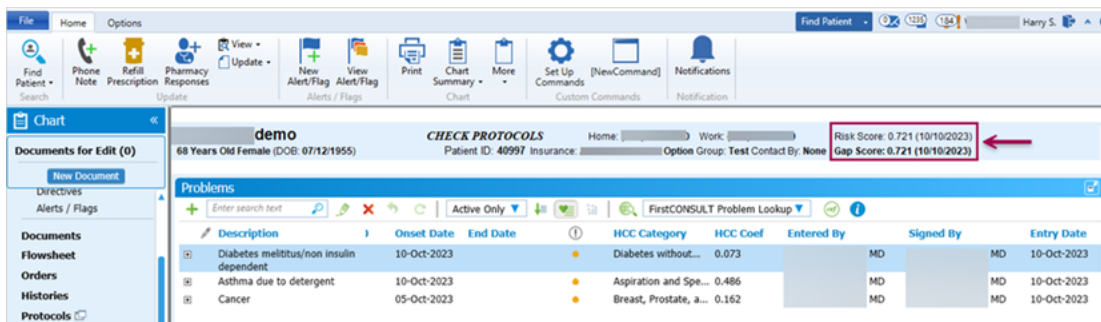 File Home Options Find Patient 0 1235 184 Harry S.
Find Patient Phone Note Refill Prescription Pharmacy Responses View Update New Alert/Flag View Alert/Flag Print Chart Summary More Set Up Commands [NewCommand] Notifications
Search Update Alerts / Flags Chart Custom Commands Notification
Chart
Documents for Edit (0)
New Document
Directives
Alerts / Flags
Documents
Flowsheet
Orders
Histories
Protocols
demo CHECK PROTOCOLS Home: Work: Risk Score: 0.721 (10/10/2023)
68 Years Old Female (DOB: 07/12/1955) Patient ID: 40997 Insurance: Option Group: Test Contact By: None Gap Score: 0.721 (10/10/2023)
Problems
Enter search text Active Only FirstCONSULT Problem Lookup
Description Onset Date End Date HCC Category HCC Coef Entered By Signed By Entry Date
Diabetes melititus/non insulin dependent 10-Oct-2023 Diabetes without... 0.073 MD MD 10-Oct-2023
Asthma due to detergent 10-Oct-2023 Aspiration and Spe... 0.486 MD MD 10-Oct-2023
Cancer 05-Oct-2023 Breast, Prostate, a... 0.162 MD MD 10-Oct-2023